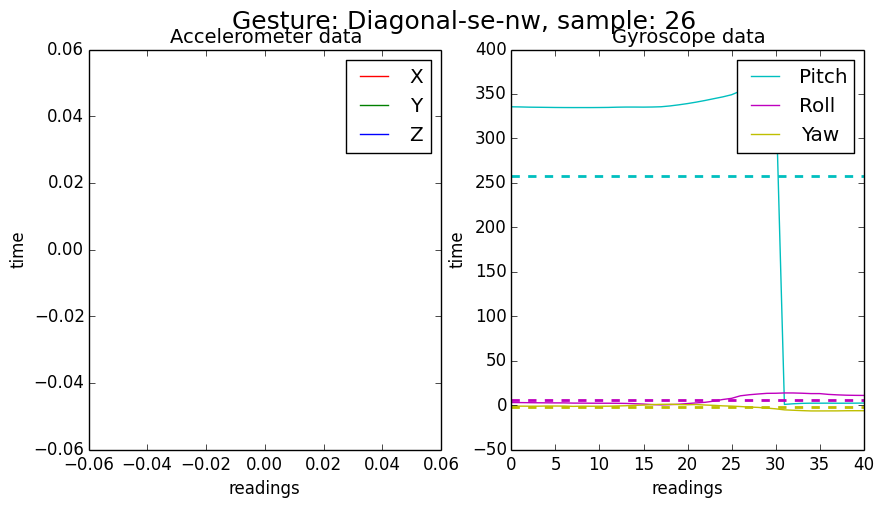 Gesture: Diagonal-se-nw, sample: 26
Accelerometer data
0.06
0.04
0.02
0.00
−0.02
−0.04
−0.06
time
X
Y
Z
−0.06 −0.04 −0.02 0.00 0.02 0.04 0.06
readings
Gyroscope data
400
350
300
250
200
150
100
50
0
−50
time
Pitch
Roll
Yaw
0 5 10 15 20 25 30 35 40
readings